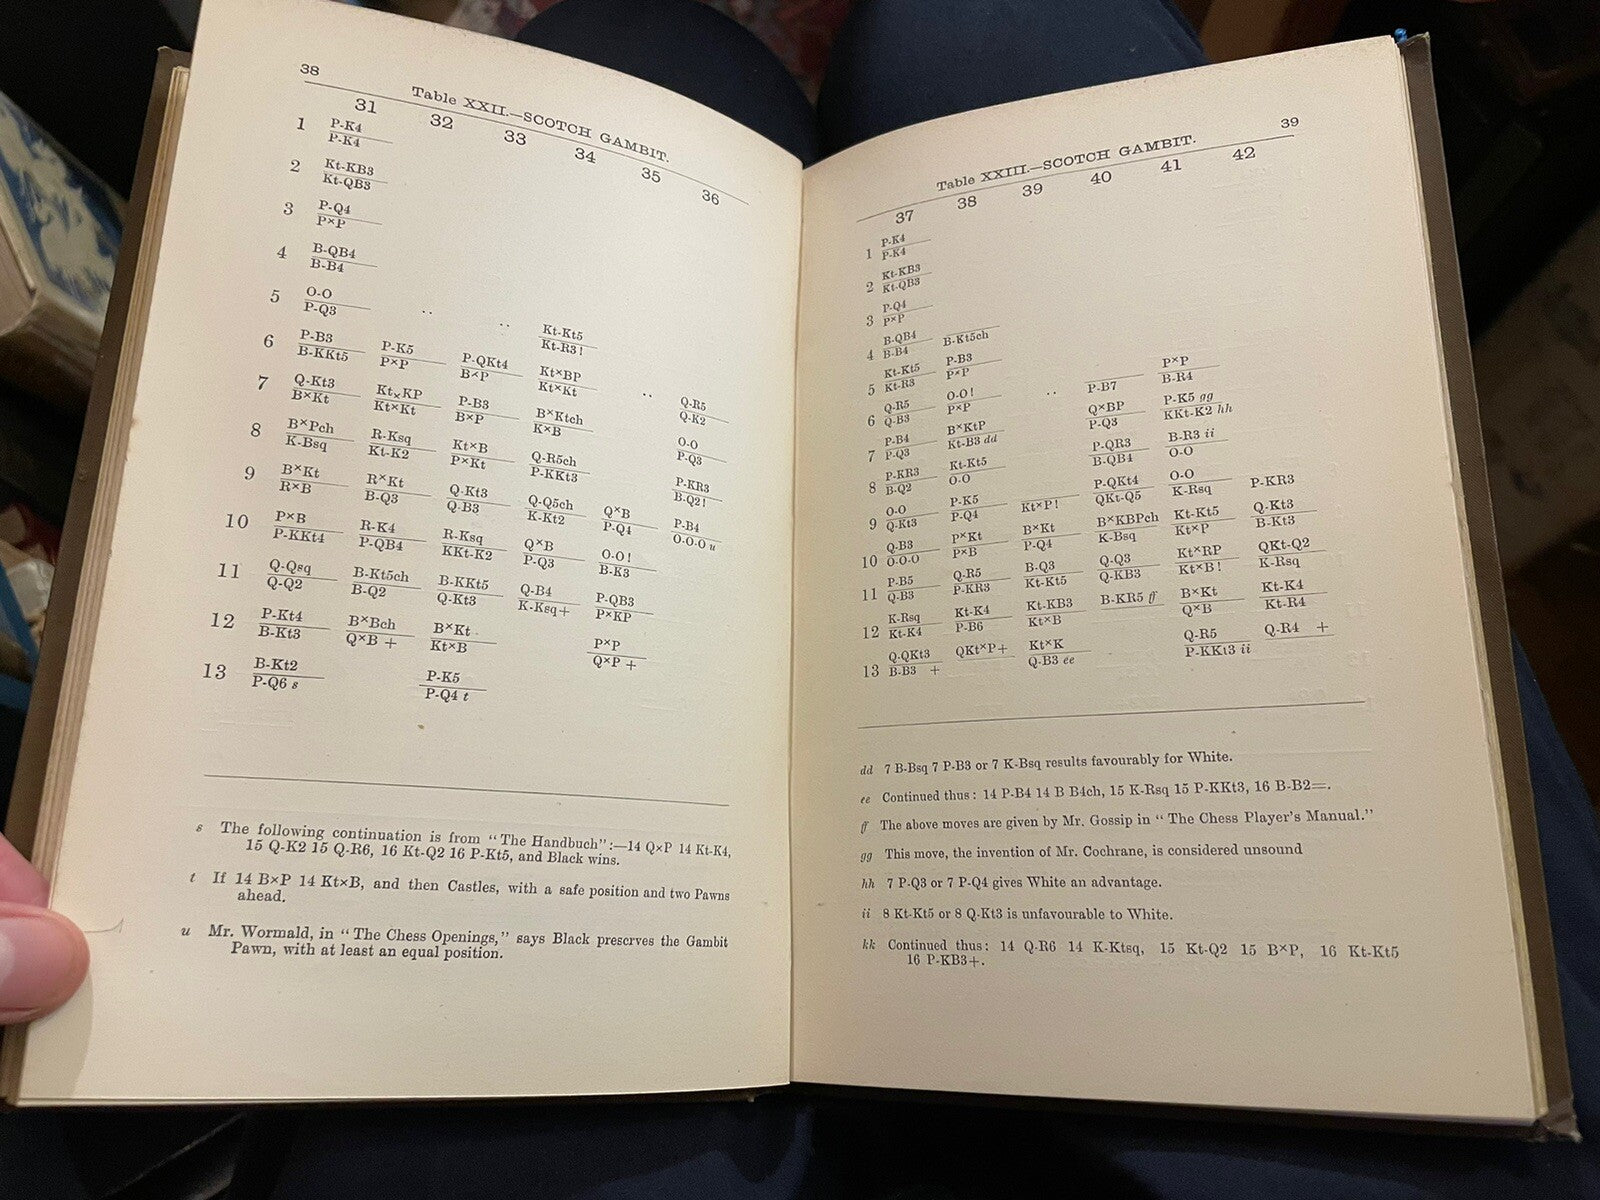 38
Table XXII.—SCOTCH GAMBIT.
31 32 33 34 35 36
1 P-K4
P-K4
2 Kt-KB3
Kt-QB3
3 P-Q4
P×P
4 B-QB4
B-B4
5 O-O .. .. Kt-Kt5
P-Q3 Kt-R3!
6 P-B3 P-K5 P-QKt4 Kt×BP .. Q-R5
B-KKt5 P×P B×P Kt×Kt Q-K2
7 Q-Kt3 Kt×KP P-B3 B×Ktch O-O
B×Kt Kt×Kt B×P K×B P-Q3
8 B×Pch R-Ksq Kt×B Q-R5ch P-KR3
K-Bsq Kt-K2 P×Kt P-KKt3 B-Q2!
9 B×Kt R×Kt Q-Kt3 Q-Q5ch Q×B P-B4
R×B B-Q3 Q-B3 K-Kt2 P-Q4 O-O-O u
10 P×B R-K4 R-Ksq Q×B O-O!
P-KKt4 P-QB4 KKt-K2 P-Q3 B-K3
11 Q-Qsq B-Kt5ch B-KKt5 Q-B4 P-QB3
Q-Q2 B-Q2 Q-Kt3 K-Ksq+ P×KP
12 P-Kt4 B×Bch B×Kt P×P
B-Kt3 Q×B + Kt×B Q×P +
13 B-Kt2 P-K5
P-Q6 s P-Q4 t
s The following continuation is from "The Handbuch":—14 Q×P 14 Kt-K4,
15 Q-K2 15 Q-R6, 16 Kt-Q2 16 P-Kt5, and Black wins.
t If 14 B×P 14 Kt×B, and then Castles, with a safe position and two Pawns
ahead.
u Mr. Wormald, in "The Chess Openings," says Black preserves the Gambit
Pawn, with at least an equal position.
39
Table XXIII.—SCOTCH GAMBIT.
37 38 39 40 41 42
1 P-K4
P-K4
2 Kt-KB3
Kt-QB3
3 P-Q4
P×P
4 B-QB4
B-B4 B-Kt5ch
5 Kt-Kt5 P-B3 P×P
Kt-R3 P×P B-R4
6 Q-R5 O-O! .. P-K5 gg
Q-B3 P×P P-B7 KKt-K2 hh
7 P-B4 B×KtP Q×BP B-R3 ii
P-Q3 Kt-B3 dd P-Q3 O-O
8 P-KR3 Kt-Kt5 P-QR3 O-O
B-Q2 O-O B-QB4 K-Rsq
9 O-O P-K5 P-QKt4 Kt-Kt5 P-KR3
Q-Kt3 P-Q4 Kt×P! QKt-Q5 Kt×P B-Kt3
10 Q-B3 P×Kt B×Kt B×KBPch Kt×RP Q-Kt3
O-O-O P×B P-Q4 K-Bsq Kt×B! K-Rsq
11 P-B5 Q-R5 B-Q3 Q-Q3 B×Kt QKt-Q2
Q-B3 P-KR3 Kt-Kt5 Q-KB3 Q×B Kt-R4
12 K-Rsq Kt-K4 Kt-KB3 B-KR5 ff Q-R5 Kt-K4
Kt-K4 P-B6 Kt×B P-KKt3 ii
13 Q-QKt3 QKt×P+ Kt×K Q-R4 +
B-B3 + Q-B3 ee
dd 7 B-Bsq 7 P-B3 or 7 K-Bsq results favourably for White.
ee Continued thus: 14 P-B4 14 B B4ch, 15 K-Rsq 15 P-KKt3, 16 B-B2=.
ff The above moves are given by Mr. Gossip in "The Chess Player's Manual."
gg This move, the invention of Mr. Cochrane, is considered unsound
hh 7 P-Q3 or 7 P-Q4 gives White an advantage.
ii 8 Kt-Kt5 or 8 Q-Kt3 is unfavourable to White.
kk Continued thus: 14 Q-R6 14 K-Ktsq, 15 Kt-Q2 15 B×P, 16 Kt-Kt5
16 P-KB3+.